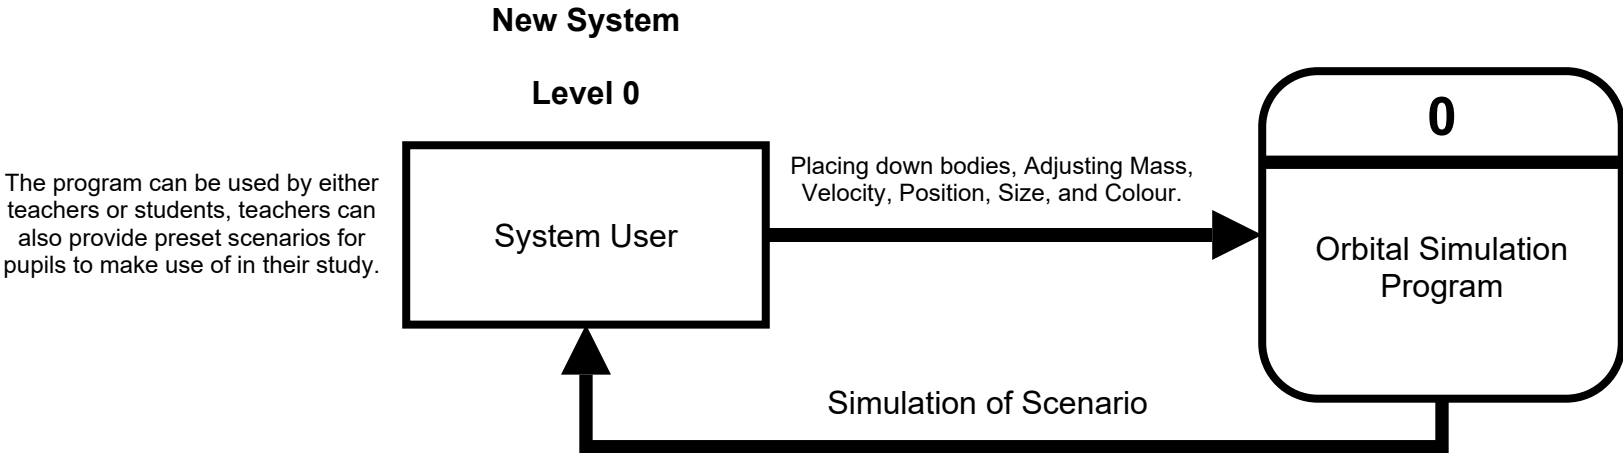 New System
Level 0
0
The program can be used by either
teachers or students, teachers can
also provide preset scenarios for
pupils to make use of in their study.
System User
Placing down bodies, Adjusting Mass,
Velocity, Position, Size, and Colour.
Orbital Simulation
Program
Simulation of Scenario